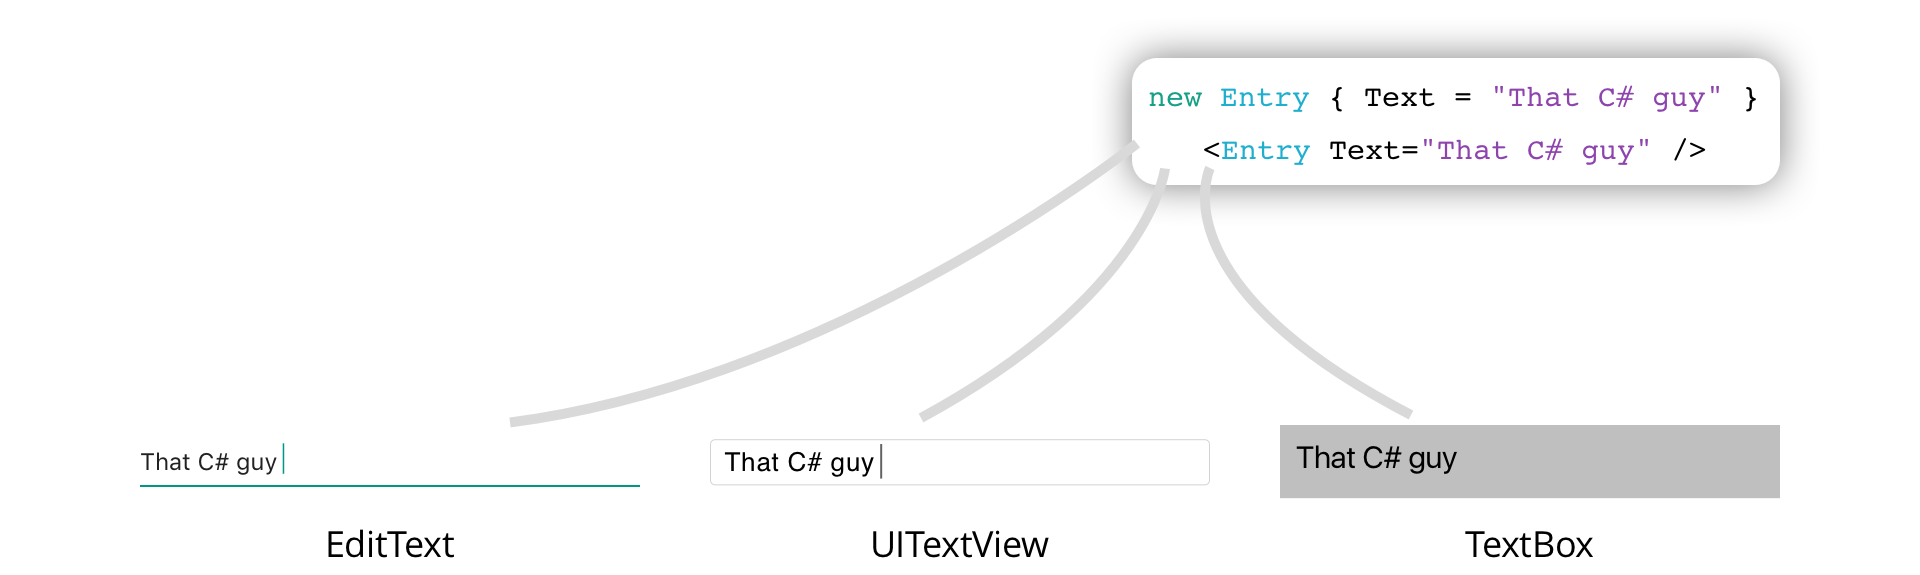 new Entry { Text = "That C# guy" }
<Entry Text="That C# guy" />
That C# guy
That C# guy
That C# guy
EditText
UITextView
TextBox